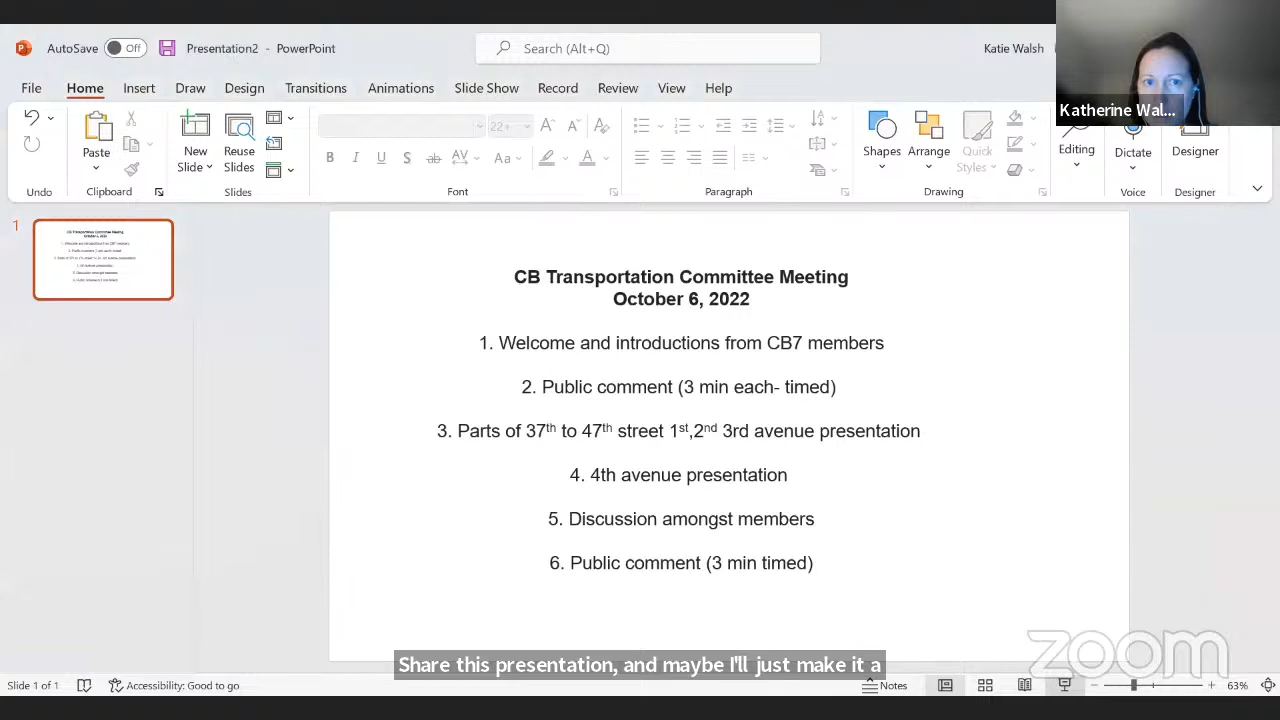 AutoSave Off Presentation2 - PowerPoint Search (Alt+Q) Katie Walsh
File Home Insert Draw Design Transitions Animations Slide Show Record Review View Help
Katherine Wal...
Paste New Slide Reuse Slides 22+ Shapes Arrange Quick Styles Editing Dictate Designer
B I U S ab AV Aa A
Undo Clipboard Slides Font Paragraph Drawing Voice Designer
1
CB Transportation Committee Meeting
October 6, 2022
1. Welcome and introductions from CB7 members
2. Public comment (3 min each- timed)
3. Parts of 37th to 47th street 1st,2nd 3rd avenue presentation
4. 4th avenue presentation
5. Discussion amongst members
6. Public comment (3 min timed)
zoom
Share this presentation, and maybe I'll just make it a
Slide 1 of 1 Accessibility: Good to go Notes 63%